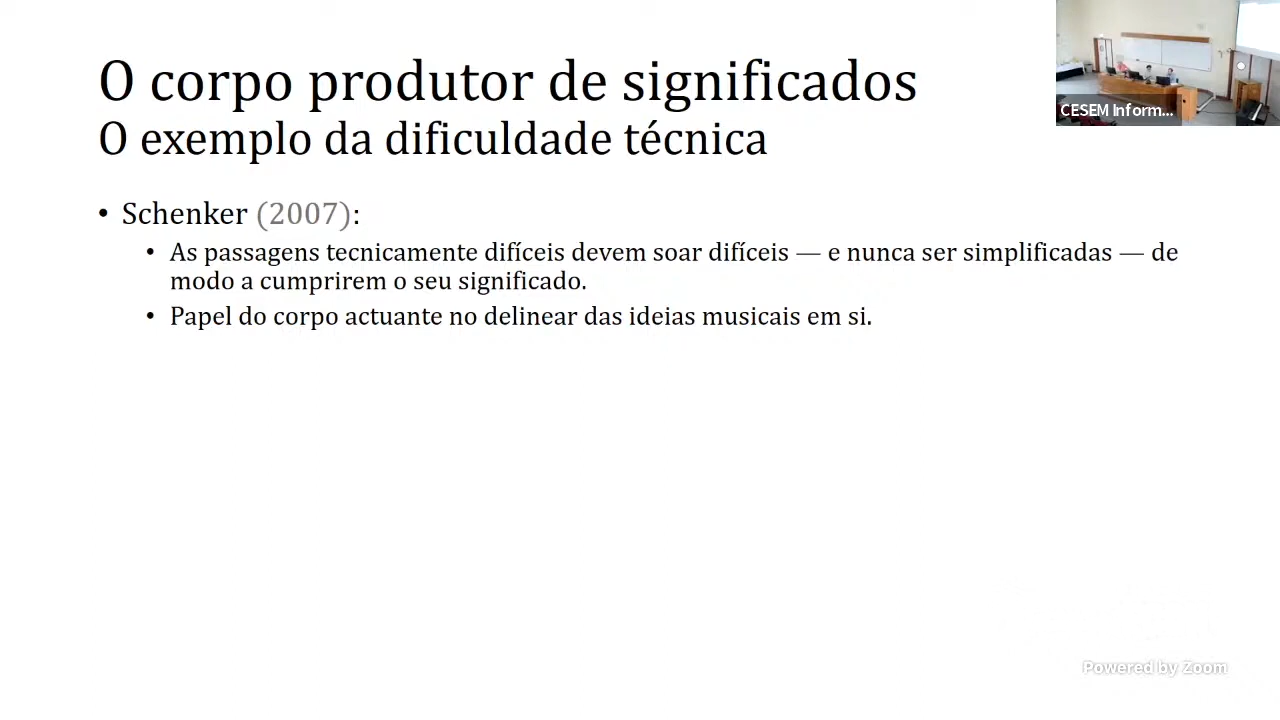 O corpo produtor de significados
O exemplo da dificuldade técnica
CESEM Inform...
• Schenker (2007):
• As passagens tecnicamente difíceis devem soar difíceis — e nunca ser simplificadas — de
modo a cumprirem o seu significado.
• Papel do corpo actuante no delinear das ideias musicais em si.
Powered by Zoom